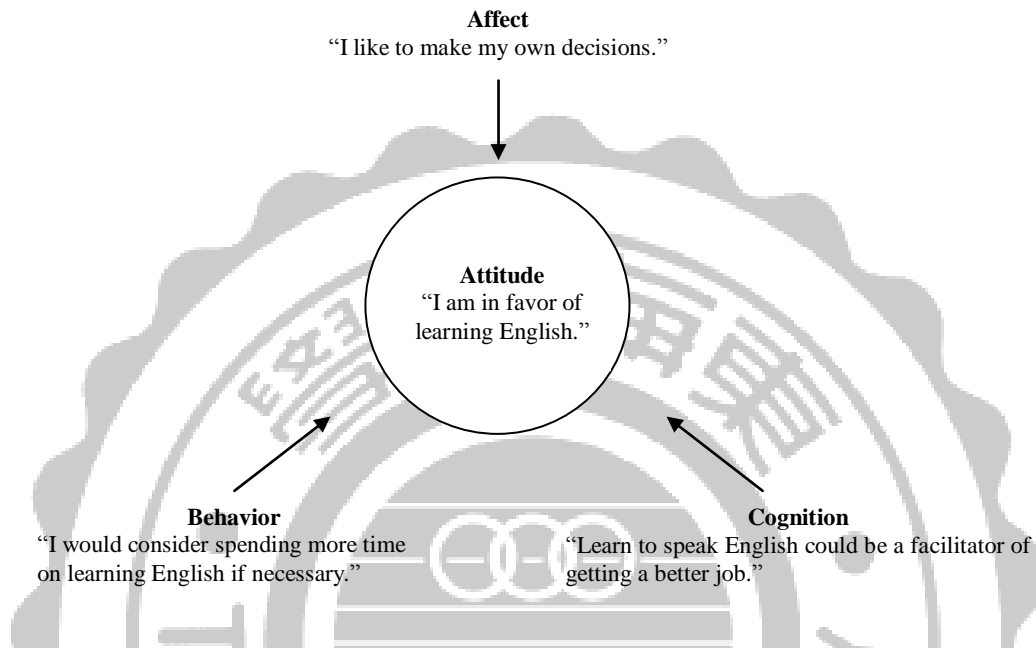 Affect
“I like to make my own decisions.”
Attitude
“I am in favor of
learning English.”
Behavior
“I would consider spending more time
on learning English if necessary.”
Cognition
“Learn to speak English could be a facilitator of
getting a better job.”